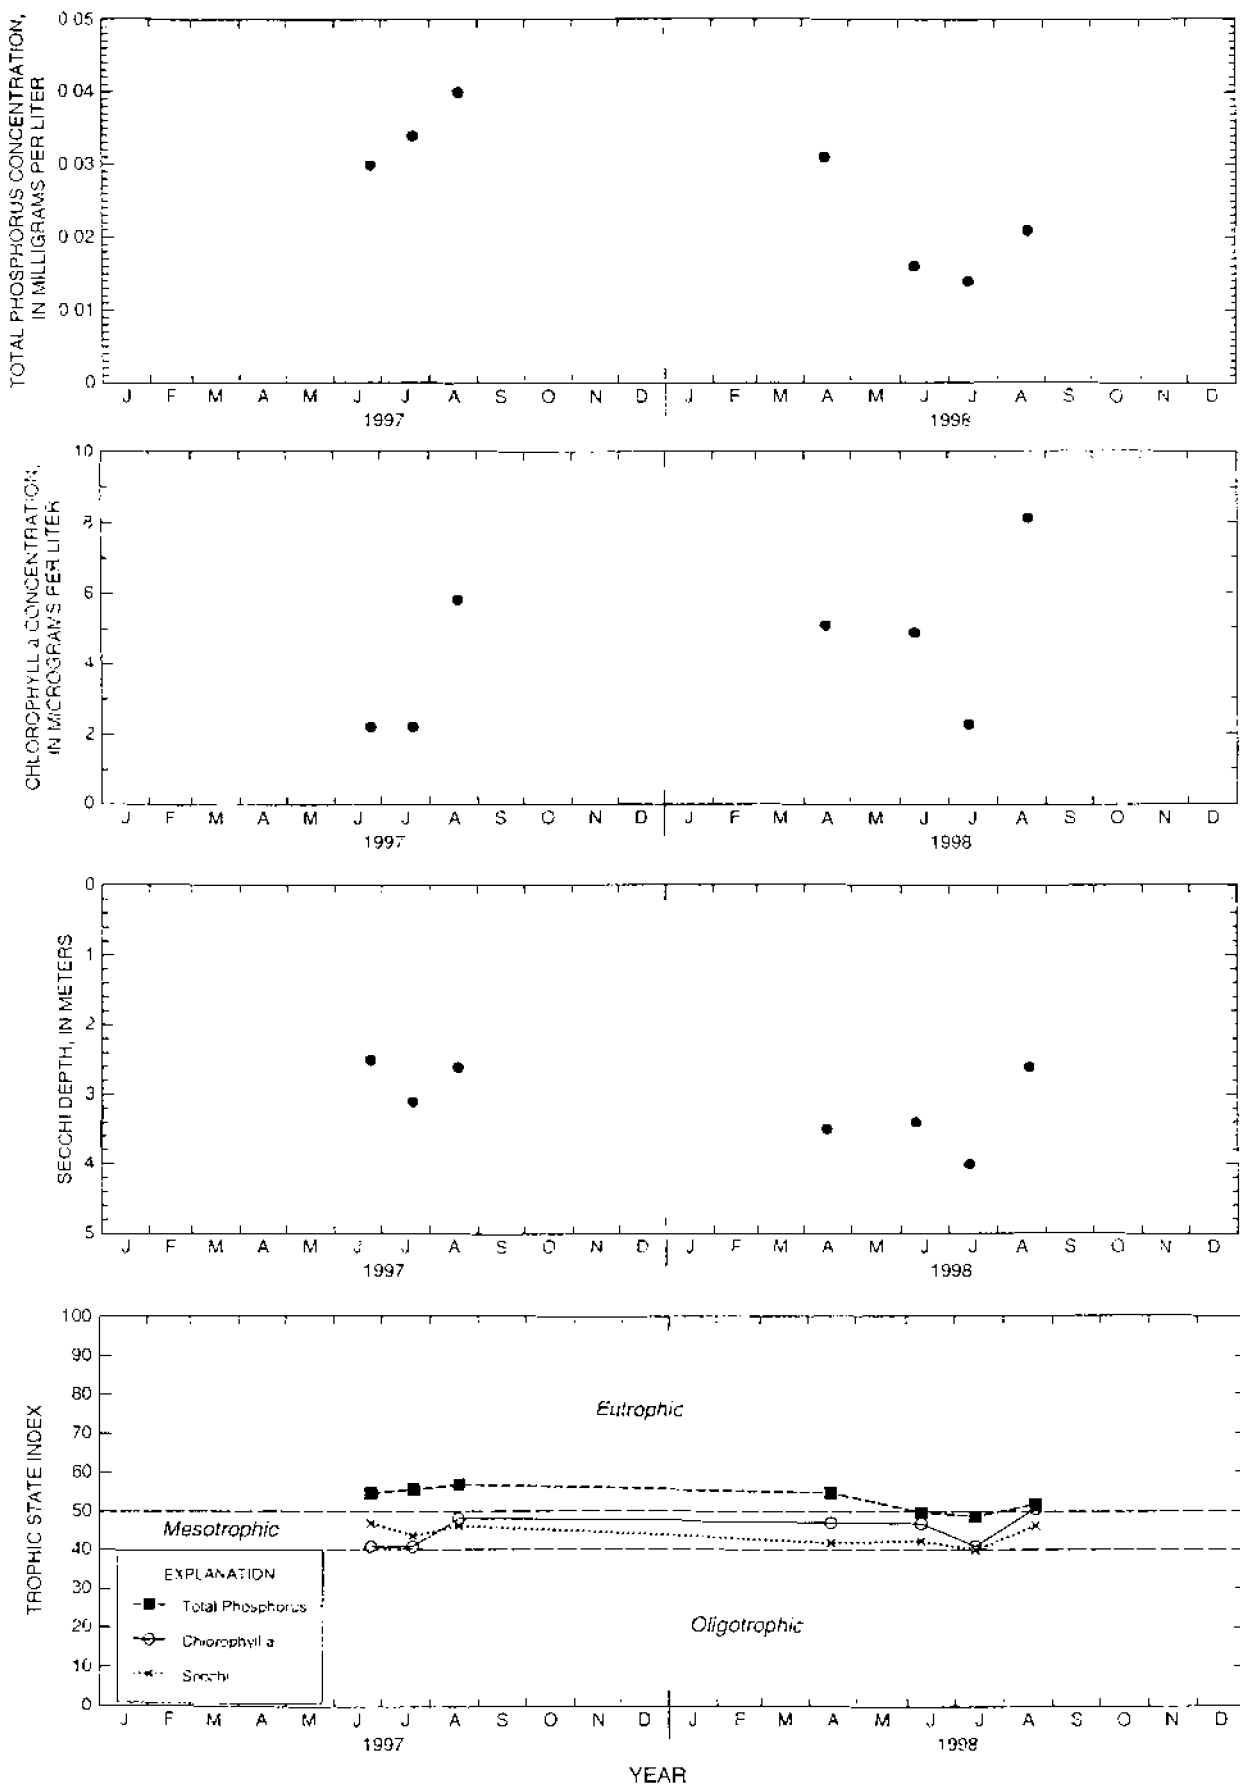 TOTAL PHOSPHORUS CONCENTRATION,
IN MILLIGRAMS PER LITER
0.05
0.04
0.03
0.02
0.01
0
J F M A M J J A S O N D J F M A M J J A S O N D
1997 1998
CHLOROPHYLL a CONCENTRATION,
IN MICROGRAMS PER LITER
10
8
6
4
2
0
J F M A M J J A S O N D J F M A M J J A S O N D
1997 1998
SECCHI DEPTH, IN METERS
0
1
2
3
4
5
J F M A M J J A S O N D J F M A M J J A S O N D
1997 1998
TROPHIC STATE INDEX
100
90
80
70
60
50
40
30
20
10
0
Eutrophic
Mesotrophic
Oligotrophic
EXPLANATION
Total Phosphorus
Chlorophyll a
Secchi
J F M A M J J A S O N D J F M A M J J A S O N D
1997 1998
YEAR